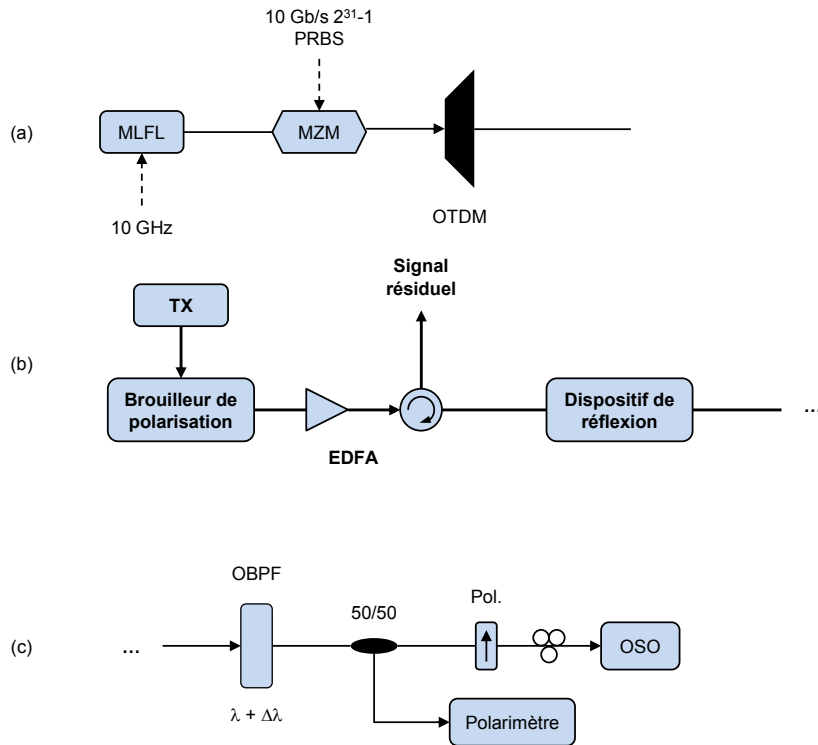 10 Gb/s 2³¹-1
PRBS
(a)
MLFL
MZM
10 GHz
OTDM
Signal
résiduel
TX
(b)
Brouilleur de
polarisation
EDFA
Dispositif de
réflexion
...
OBPF
50/50
Pol.
(c)
...
OSO
λ + Δλ
Polarimètre